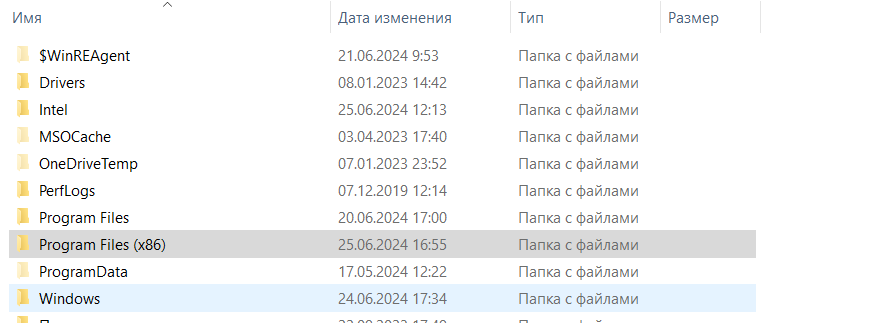 Имя Дата изменения Тип Размер
$WinREAgent 21.06.2024 9:53 Папка с файлами
Drivers 08.01.2023 14:42 Папка с файлами
Intel 25.06.2024 12:13 Папка с файлами
MSOCache 03.04.2023 17:40 Папка с файлами
OneDriveTemp 07.01.2023 23:52 Папка с файлами
PerfLogs 07.12.2019 12:14 Папка с файлами
Program Files 20.06.2024 17:00 Папка с файлами
Program Files (x86) 25.06.2024 16:55 Папка с файлами
ProgramData 17.05.2024 12:22 Папка с файлами
Windows 24.06.2024 17:34 Папка с файлами